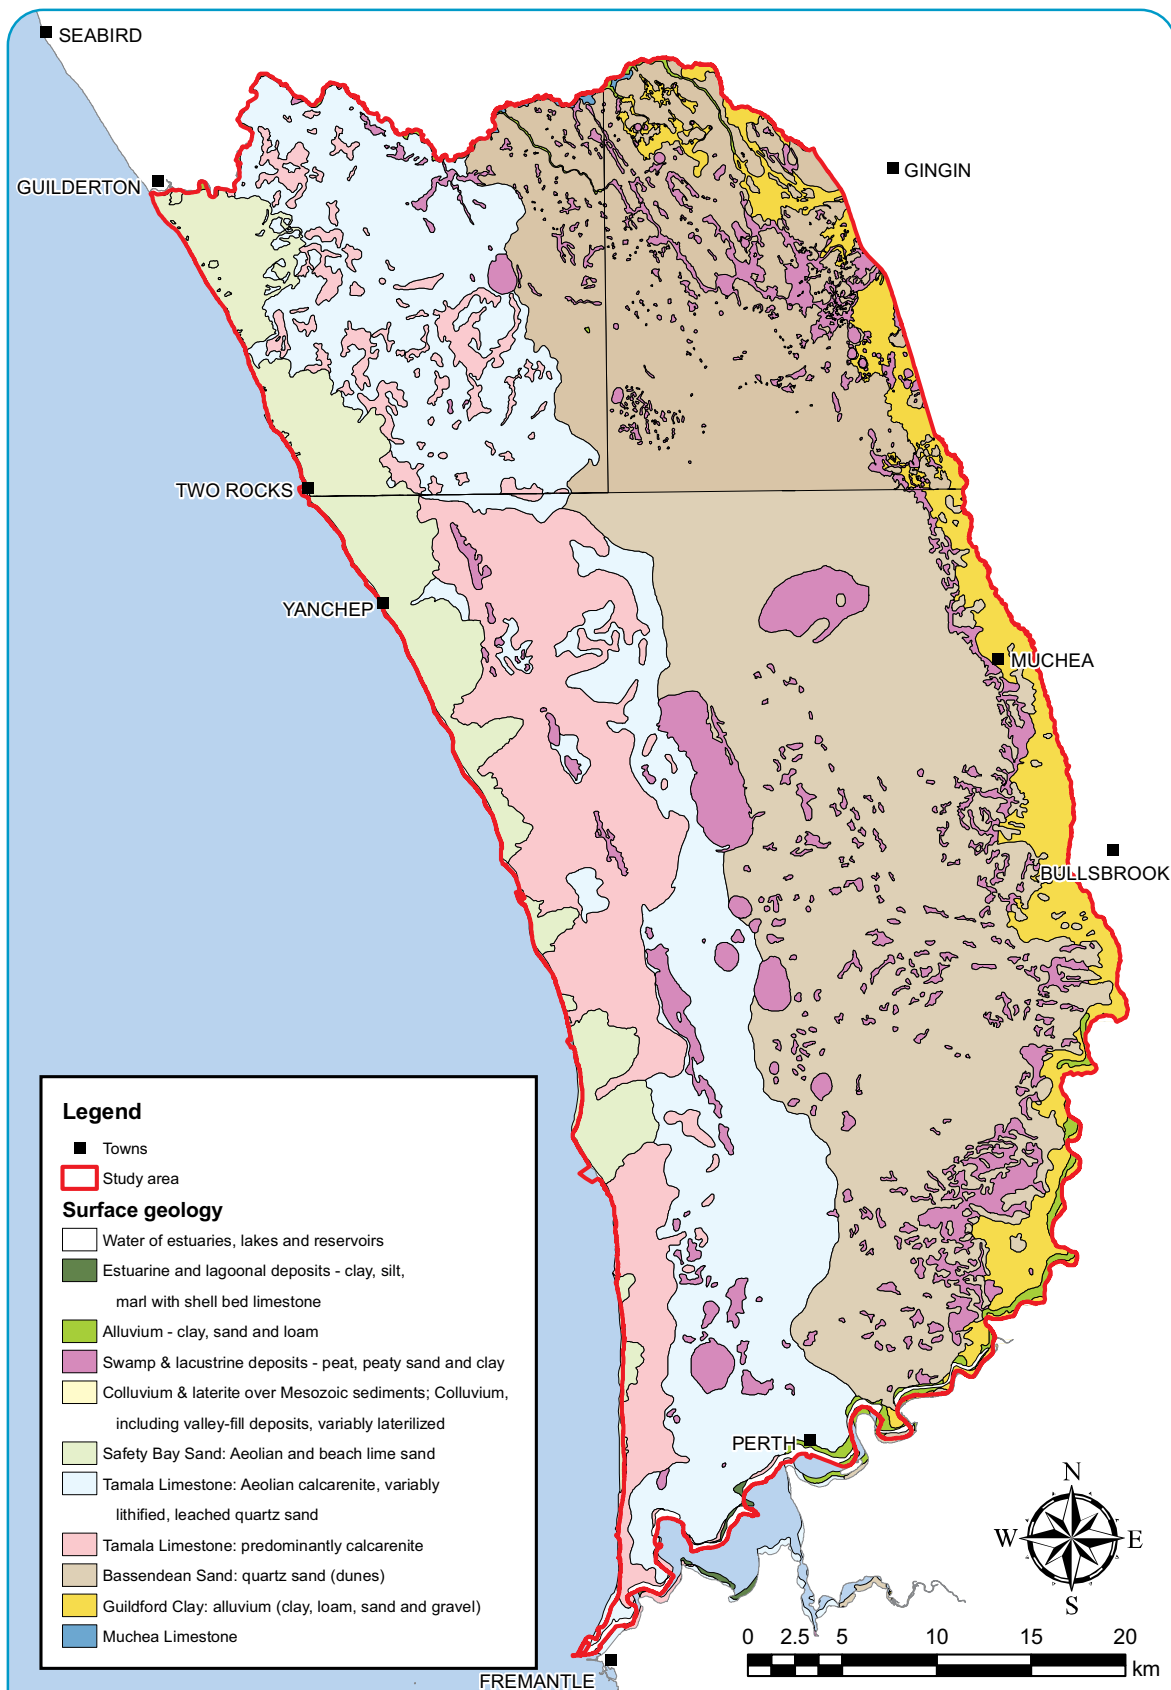 SEABIRD
GINGIN
GUILDERTON
TWO ROCKS
YANCHEP
MUCHEA
BULLSBROOK
Legend
Towns
Study area
Surface geology
Water of estuaries, lakes and reservoirs
Estuarine and lagoonal deposits - clay, silt,
marl with shell bed limestone
Alluvium - clay, sand and loam
Swamp & lacustrine deposits - peat, peaty sand and clay
Colluvium & laterite over Mesozoic sediments; Colluvium,
including valley-fill deposits, variably laterilized
Safety Bay Sand: Aeolian and beach lime sand
Tamala Limestone: Aeolian calcarenite, variably
lithified, leached quartz sand
Tamala Limestone: predominantly calcarenite
Bassendean Sand: quartz sand (dunes)
Guildford Clay: alluvium (clay, loam, sand and gravel)
Muchea Limestone
PERTH
FREMANTLE
N
W E
S
0 2.5 5 10 15 20
km